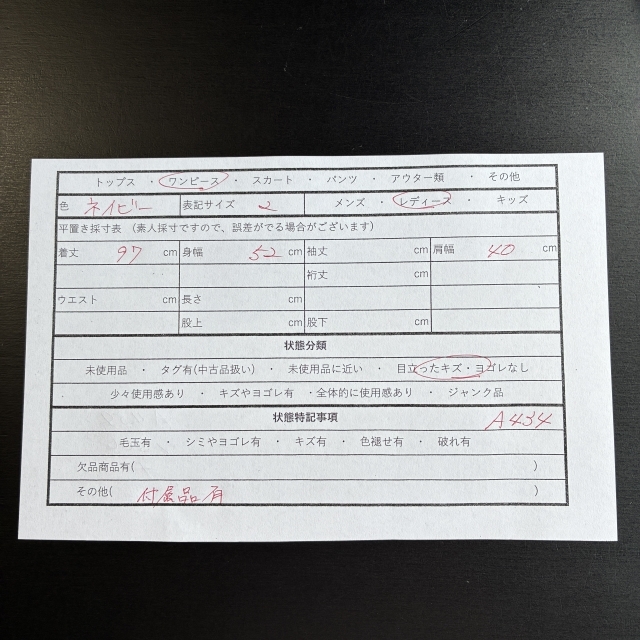 トップス ・ ワンピース ・ スカート ・ パンツ ・ アウター類 ・ その他
色 ネイビー 表記サイズ 2 メンズ ・ レディース ・ キッズ
平置き採寸表 (素人採寸ですので、誤差がでる場合がございます)
着丈 97 cm 身幅 52 cm 袖丈 cm 肩幅 40 cm
cm 裄丈 cm
ウエスト cm 長さ cm
股上 cm 股下 cm
状態分類
未使用品 ・ タグ有(中古品扱い) ・ 未使用品に近い ・ 目立ったキズ・ヨゴレなし
少々使用感あり ・ キズやヨゴレ有 ・全体的に使用感あり ・ ジャンク品
状態特記事項 A434
毛玉有 ・ シミやヨゴレ有 ・ キズ有 ・ 色褪せ有 ・ 破れ有
欠品商品有( )
その他( 付属品有 )